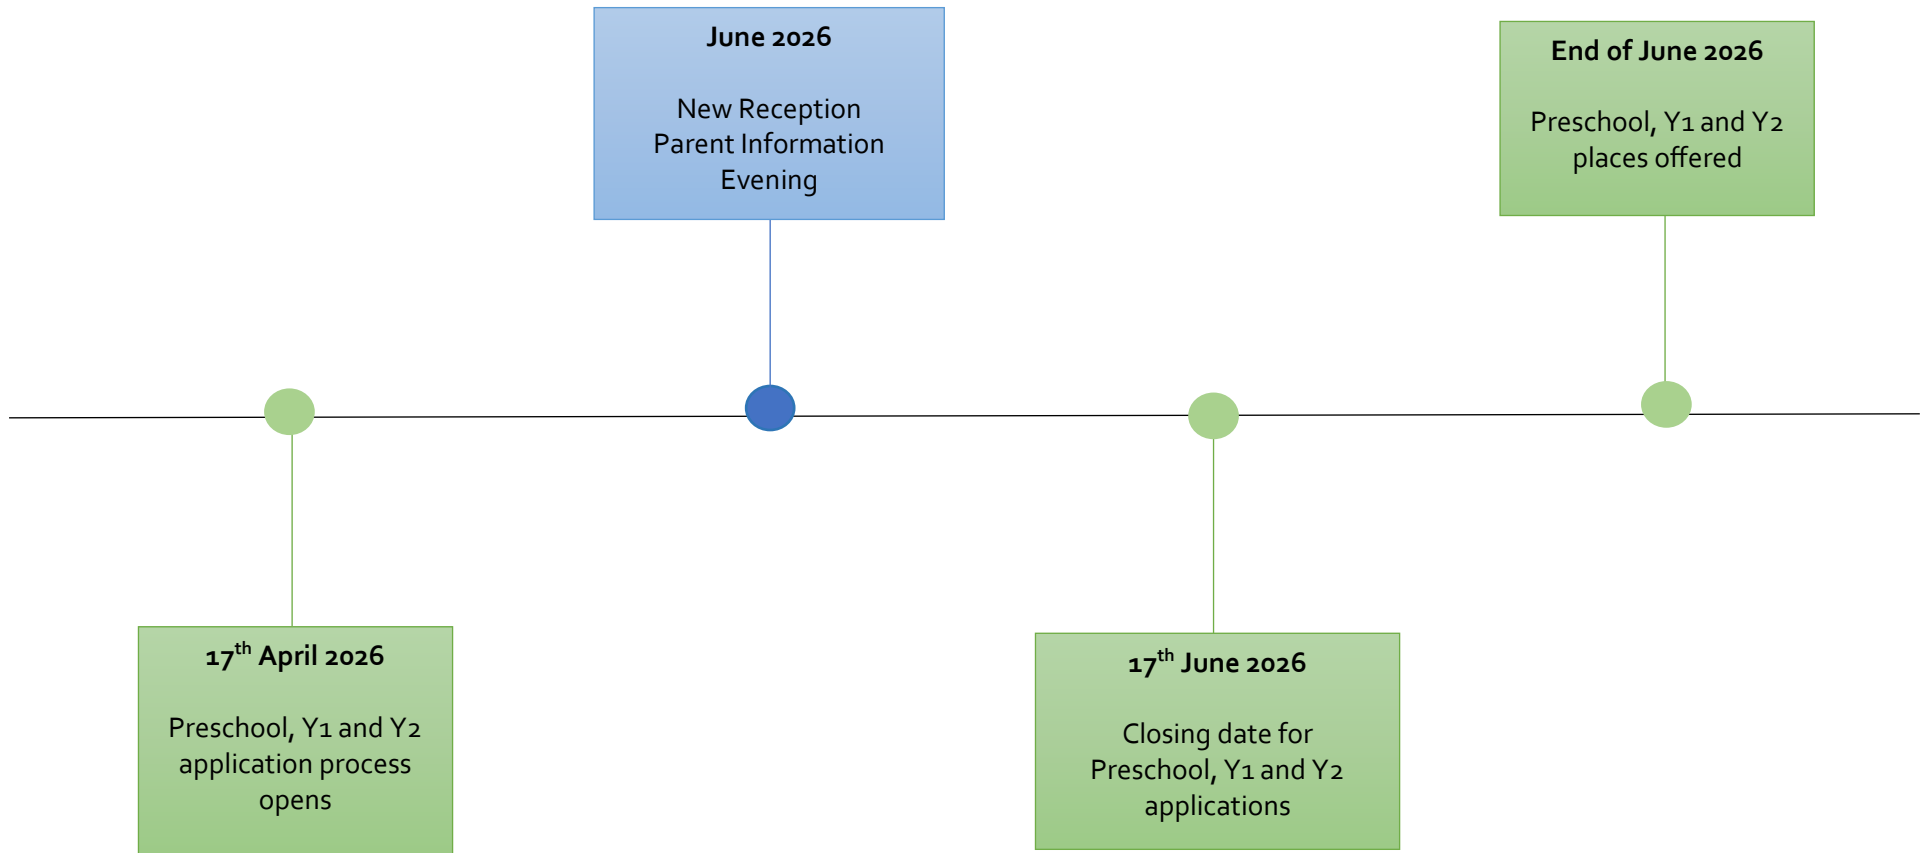 June 2026
New Reception
Parent Information
Evening
End of June 2026
Preschool, Y1 and Y2
places offered
17th April 2026
Preschool, Y1 and Y2
application process
opens
17th June 2026
Closing date for
Preschool, Y1 and Y2
applications